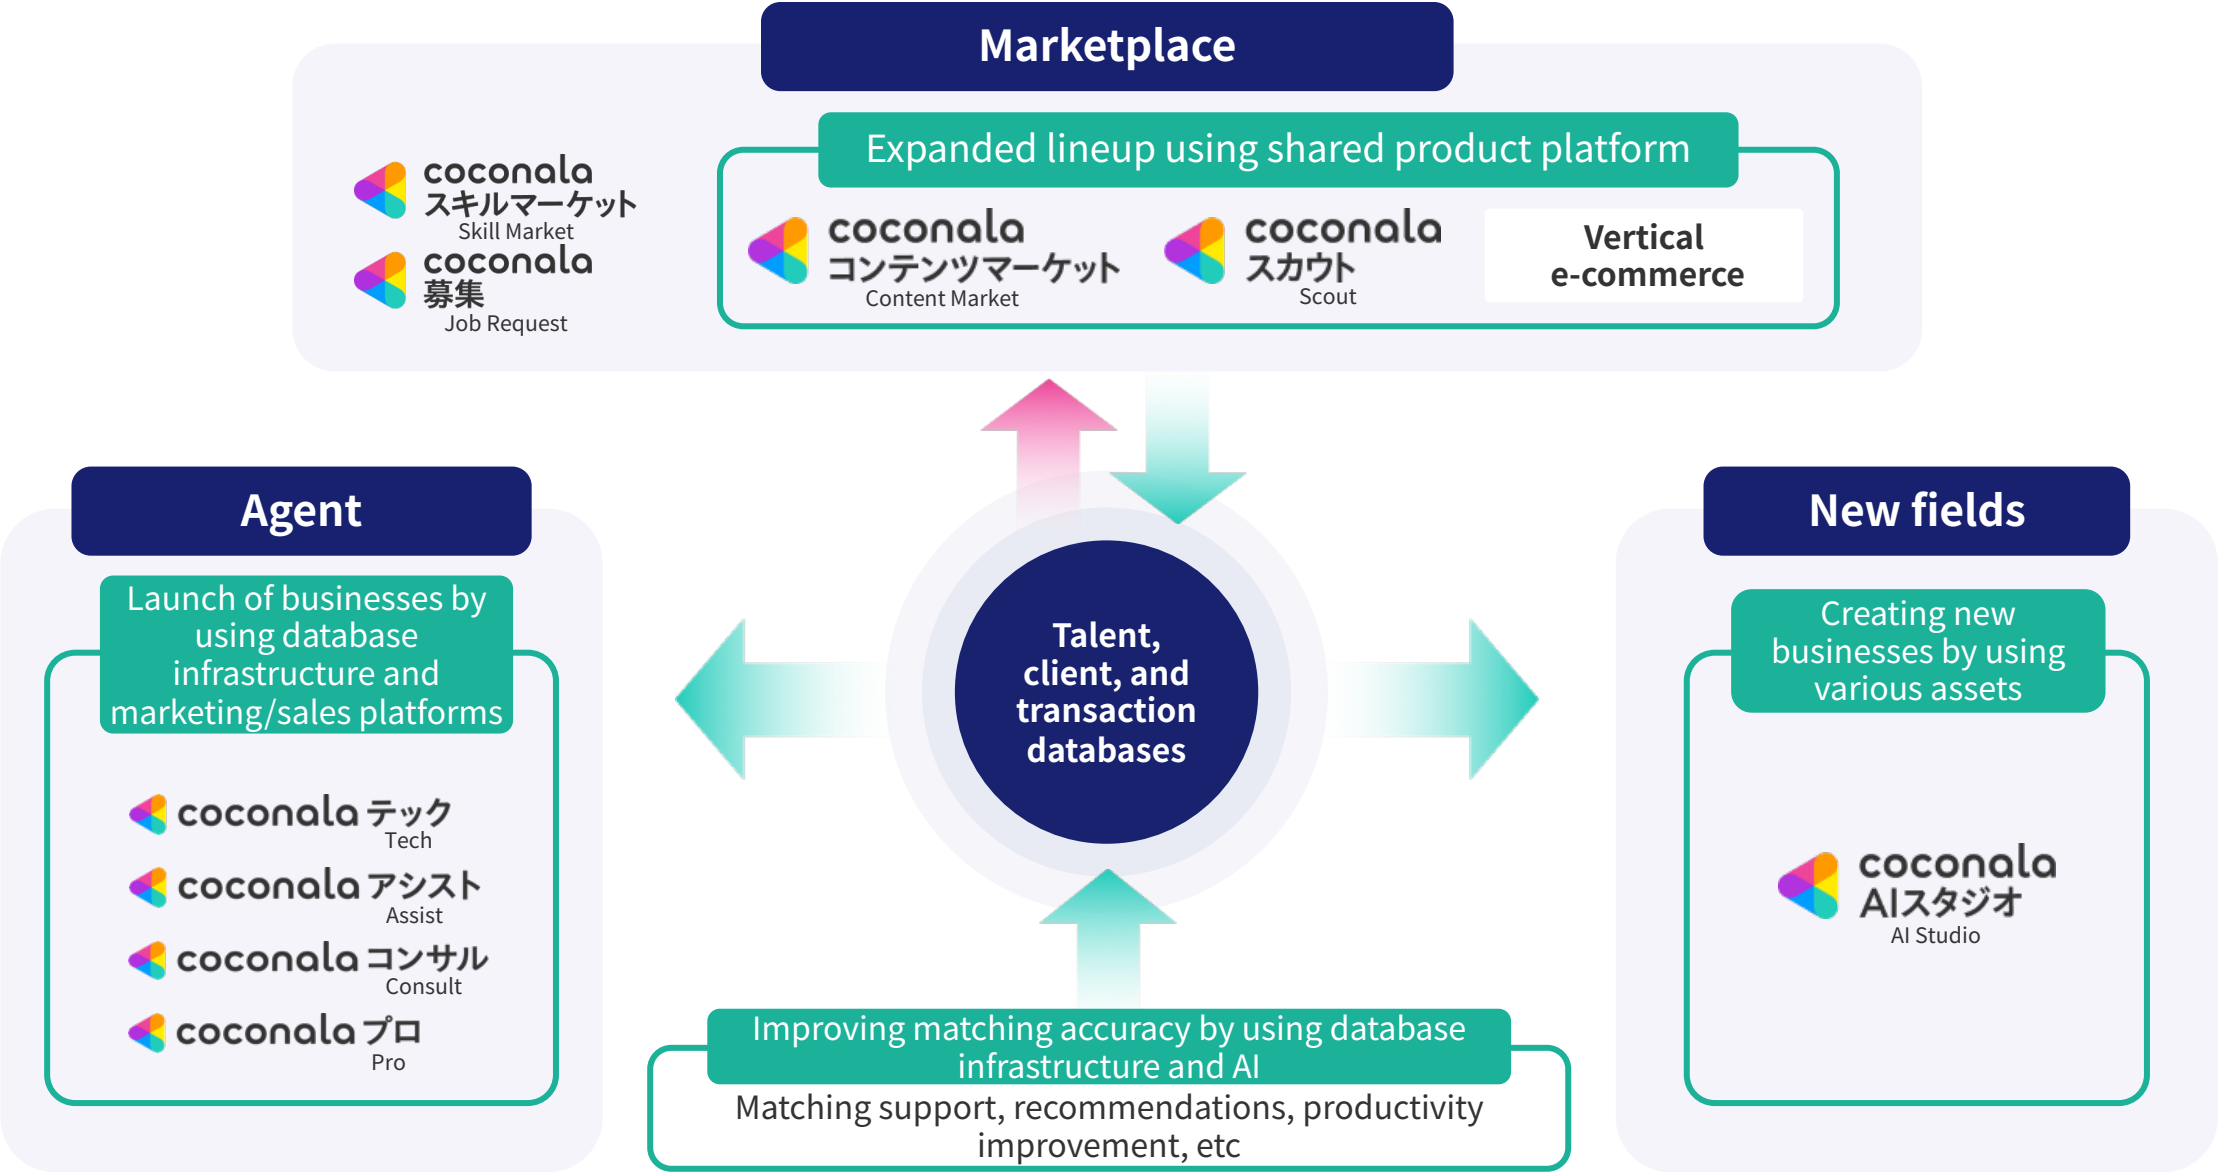 Marketplace
Expanded lineup using shared product platform
coconala
スキルマーケット
Skill Market
coconala
募集
Job Request
coconala
コンテンツマーケット
Content Market
coconala
スカウト
Scout
Vertical
e-commerce
Agent
Launch of businesses by
using database
infrastructure and
marketing/sales platforms
coconala テック
Tech
coconala アシスト
Assist
coconala コンサル
Consult
coconala プロ
Pro
Talent,
client, and
transaction
databases
Improving matching accuracy by using database
infrastructure and AI
Matching support, recommendations, productivity
improvement, etc
New fields
Creating new
businesses by using
various assets
coconala
AIスタジオ
AI Studio